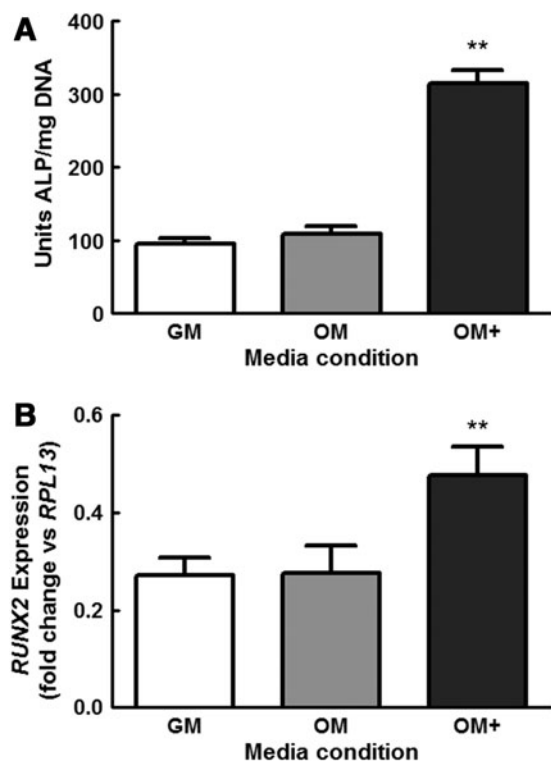 A
Units ALP/mg DNA
400
300
200
100
0
**
GM OM OM+
Media condition
B
RUNX2 Expression
(fold change vs RPL13)
0.6
0.4
0.2
0.0
**
GM OM OM+
Media condition